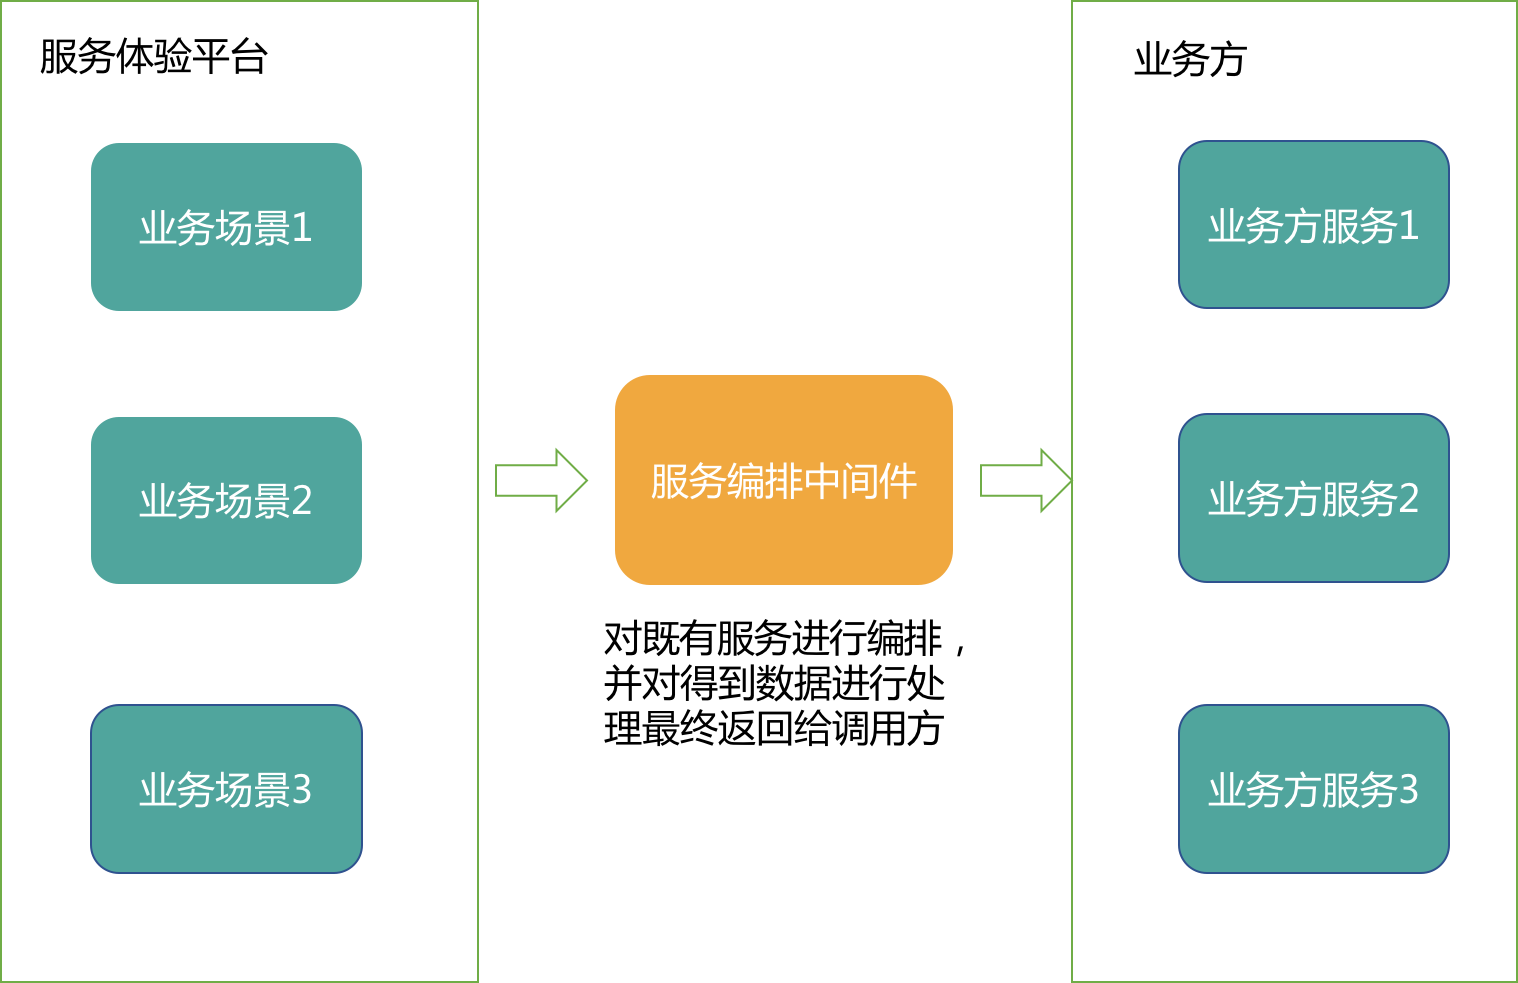 服务体验平台
业务场景1
业务场景2
业务场景3
服务编排中间件
对既有服务进行编排，
并对得到数据进行处
理最终返回给调用方
业务方
业务方服务1
业务方服务2
业务方服务3